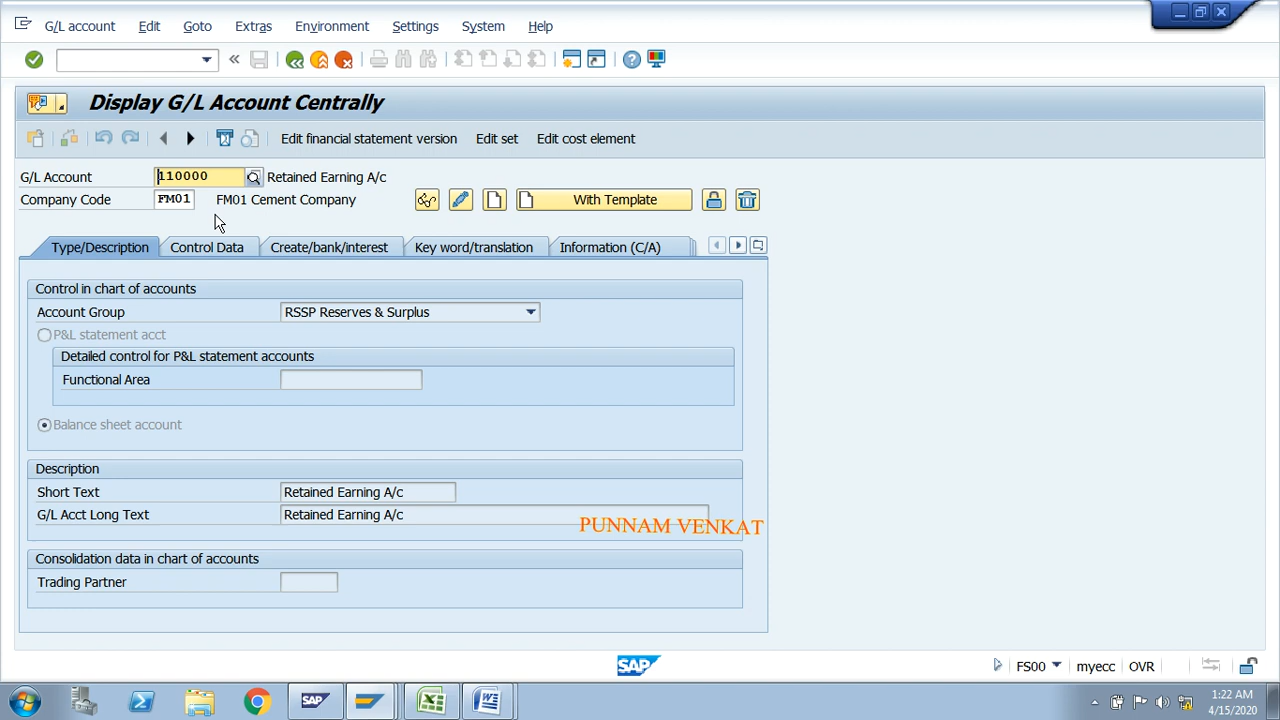 G/L account Edit Goto Extras Environment Settings System Help
Display G/L Account Centrally
Edit financial statement version Edit set Edit cost element
G/L Account 110000 Retained Earning A/c
Company Code FM01 FM01 Cement Company With Template
Type/Description Control Data Create/bank/interest Key word/translation Information (C/A)
Control in chart of accounts
Account Group RSSP Reserves & Surplus
P&L statement acct
Detailed control for P&L statement accounts
Functional Area
Balance sheet account
Description
Short Text Retained Earning A/c
G/L Acct Long Text Retained Earning A/c
PUNNAM VENKAT
Consolidation data in chart of accounts
Trading Partner
SAP FS00 myecc OVR
SAP 1:22 AM
4/15/2020